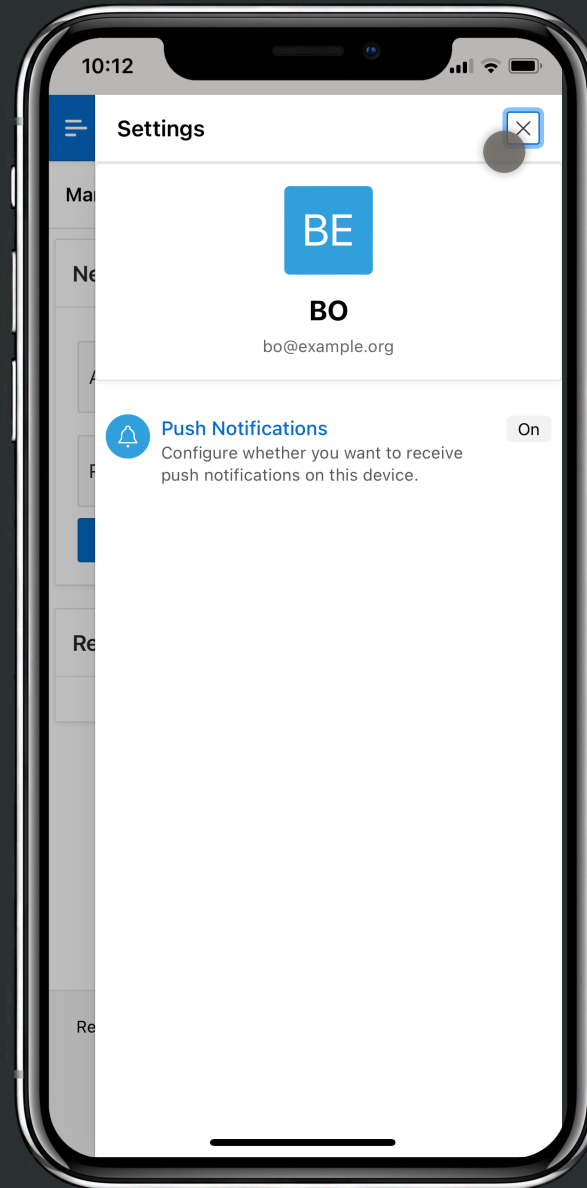 10:12
Settings
BE
BO
bo@example.org
Push Notifications
On
Configure whether you want to receive
push notifications on this device.